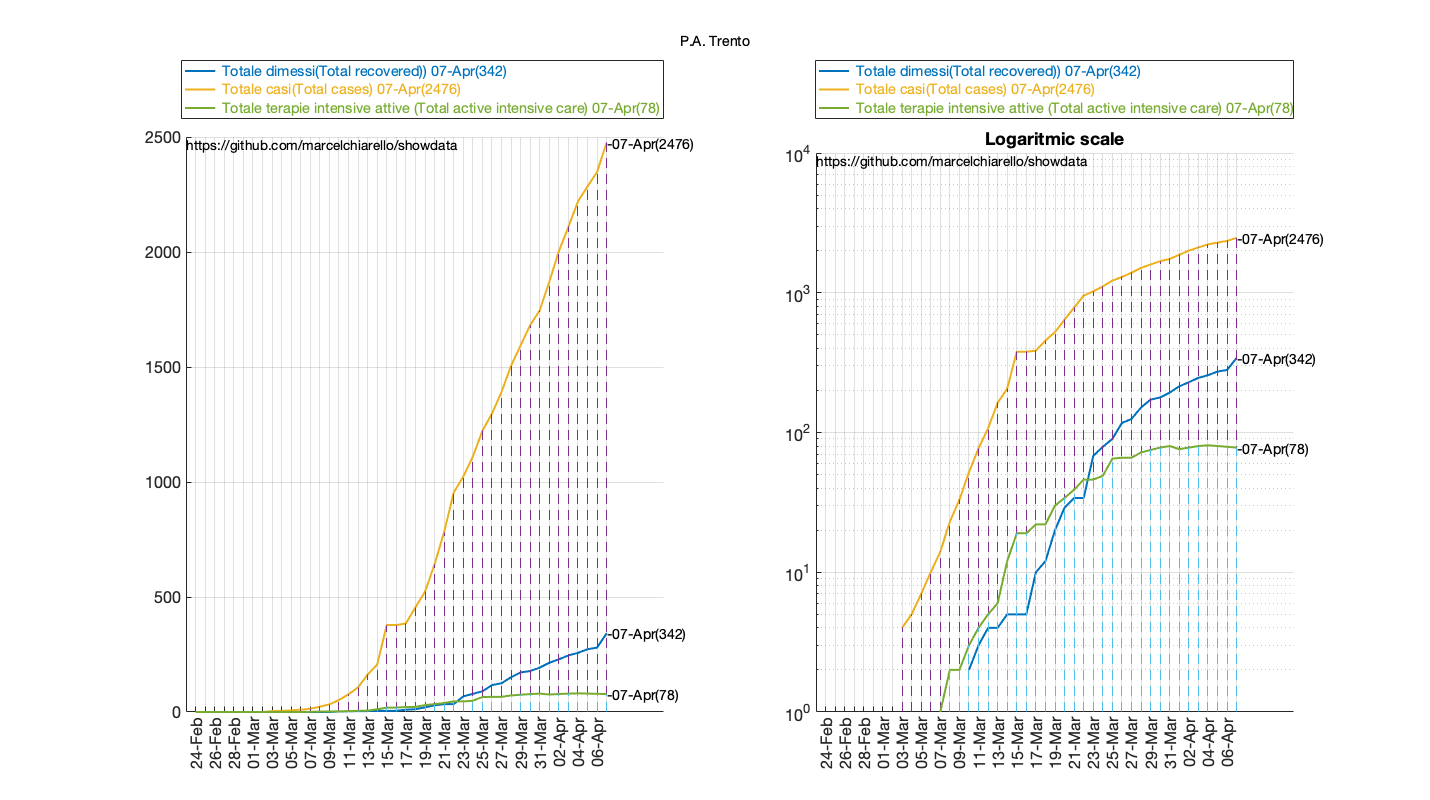 P.A. Trento
Totale dimessi(Total recovered)) 07-Apr(342)
Totale casi(Total cases) 07-Apr(2476)
Totale terapie intensive attive (Total active intensive care) 07-Apr(78)
https://github.com/marcelchiarello/showdata
2500
2000
1500
1000
500
0
-07-Apr(2476)
-07-Apr(342)
-07-Apr(78)
24-Feb
26-Feb
28-Feb
01-Mar
03-Mar
05-Mar
07-Mar
09-Mar
11-Mar
13-Mar
15-Mar
17-Mar
19-Mar
21-Mar
23-Mar
25-Mar
27-Mar
29-Mar
31-Mar
02-Apr
04-Apr
06-Apr
Totale dimessi(Total recovered)) 07-Apr(342)
Totale casi(Total cases) 07-Apr(2476)
Totale terapie intensive attive (Total active intensive care) 07-Apr(78)
Logaritmic scale
https://github.com/marcelchiarello/showdata
10^4
10^3
10^2
10^1
10^0
-07-Apr(2476)
-07-Apr(342)
-07-Apr(78)
24-Feb
26-Feb
28-Feb
01-Mar
03-Mar
05-Mar
07-Mar
09-Mar
11-Mar
13-Mar
15-Mar
17-Mar
19-Mar
21-Mar
23-Mar
25-Mar
27-Mar
29-Mar
31-Mar
02-Apr
04-Apr
06-Apr